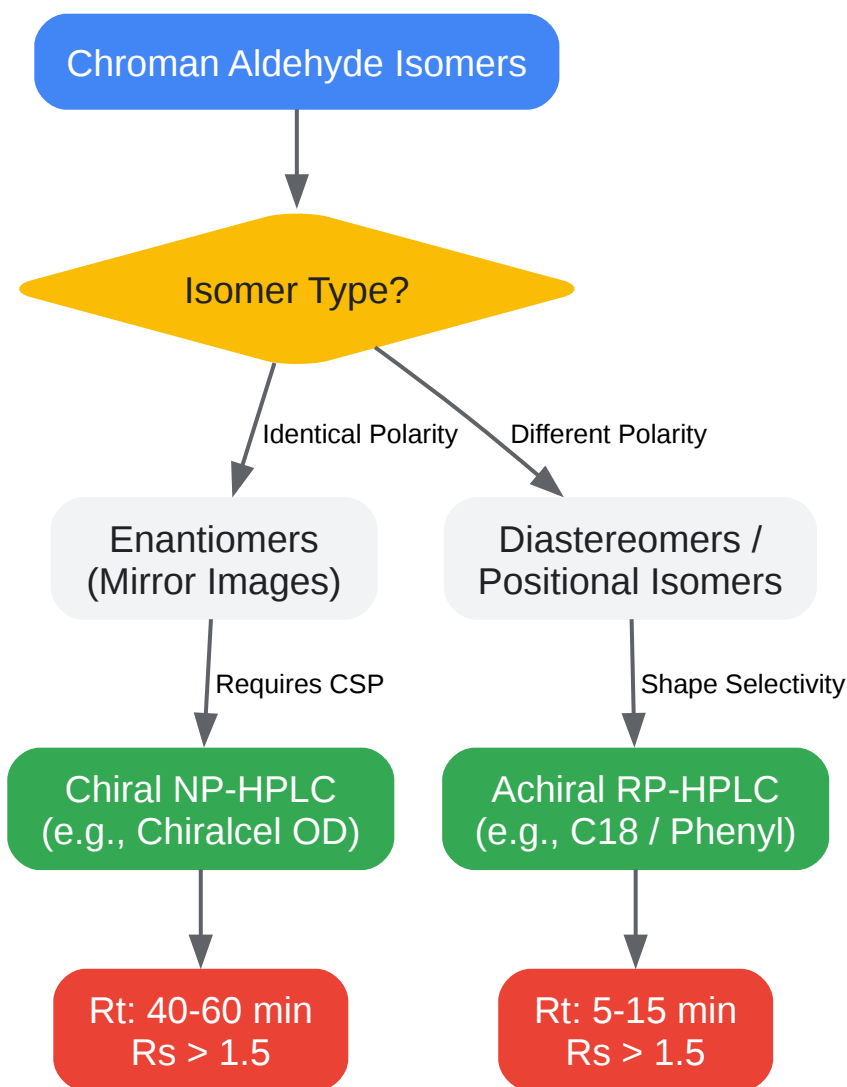 Chroman Aldehyde Isomers
Isomer Type?
Identical Polarity
Different Polarity
Enantiomers
(Mirror Images)
Diastereomers /
Positional Isomers
Requires CSP
Shape Selectivity
Chiral NP-HPLC
(e.g., Chiralcel OD)
Achiral RP-HPLC
(e.g., C18 / Phenyl)
Rt: 40-60 min
Rs > 1.5
Rt: 5-15 min
Rs > 1.5